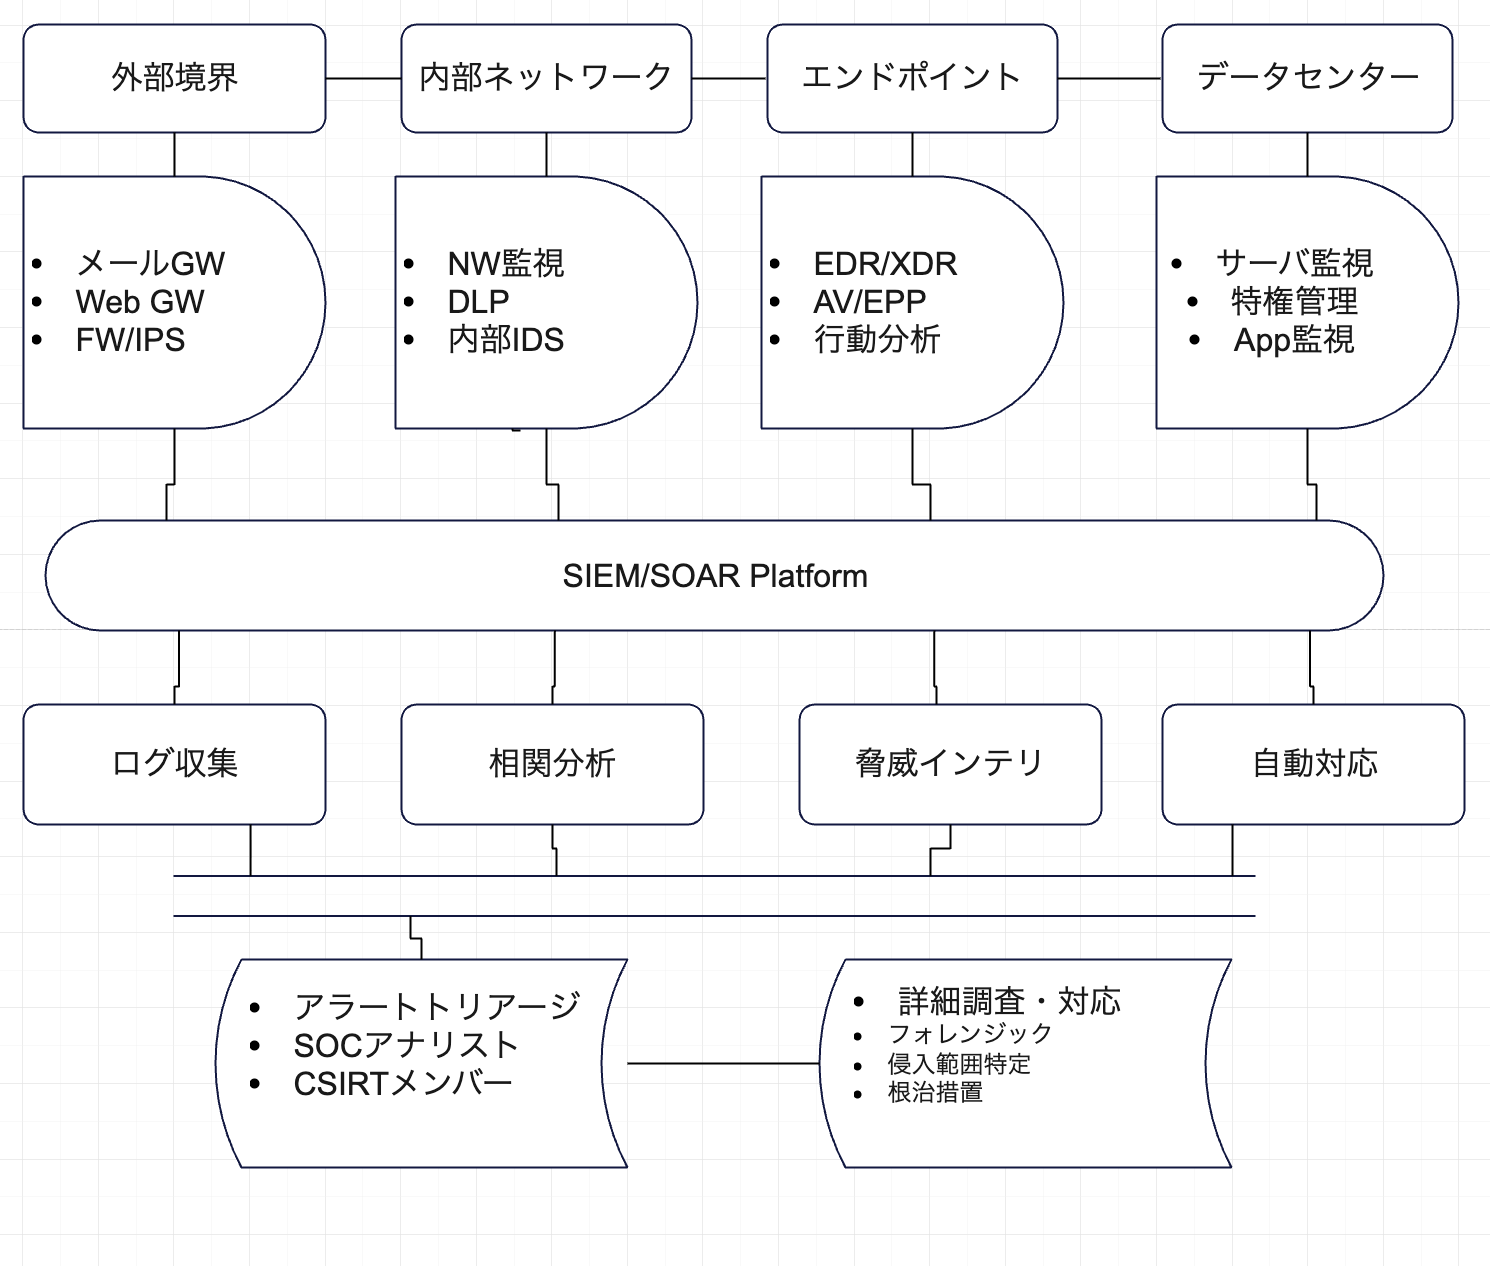 外部境界
内部ネットワーク
エンドポイント
データセンター
• メールGW
• Web GW
• FW/IPS
• NW監視
• DLP
• 内部IDS
• EDR/XDR
• AV/EPP
• 行動分析
• サーバ監視
• 特権管理
• App監視
SIEM/SOAR Platform
ログ収集
相関分析
脅威インテリ
自動対応
• アラートトリアージ
• SOCアナリスト
• CSIRTメンバー
• 詳細調査・対応
• フォレンジック
• 侵入範囲特定
• 根治措置